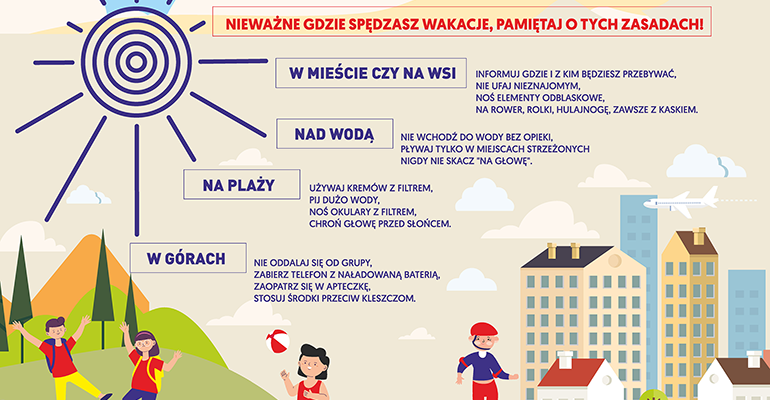 NIEWAŻNE GDZIE SPĘDZASZ WAKACJE, PAMIĘTAJ O TYCH ZASADACH!
W MIEŚCIE CZY NA WSI
INFORMUJ GDZIE I Z KIM BĘDZIESZ PRZEBYWAĆ,
NIE UFAJ NIEZNAJOMYM,
NOŚ ELEMENTY ODBLASKOWE,
NA ROWER, ROLKI, HULAJNOGĘ, ZAWSZE Z KASKIEM.
NAD WODĄ
NIE WCHODŹ DO WODY BEZ OPIEKI,
PŁYWAJ TYLKO W MIEJSCACH STRZEŻONYCH
NIGDY NIE SKACZ "NA GŁOWĘ".
NA PLAŻY
UŻYWAJ KREMÓW Z FILTREM,
PIJ DUŻO WODY,
NOŚ OKULARY Z FILTREM,
CHROŃ GŁOWĘ PRZED SŁOŃCEM.
W GÓRACH
NIE ODDALAJ SIĘ OD GRUPY,
ZABIERZ TELEFON Z NAŁADOWANĄ BATERIĄ,
ZAOPATRZ SIĘ W APTECZKĘ,
STOSUJ ŚRODKI PRZECIW KLESZCZOM.